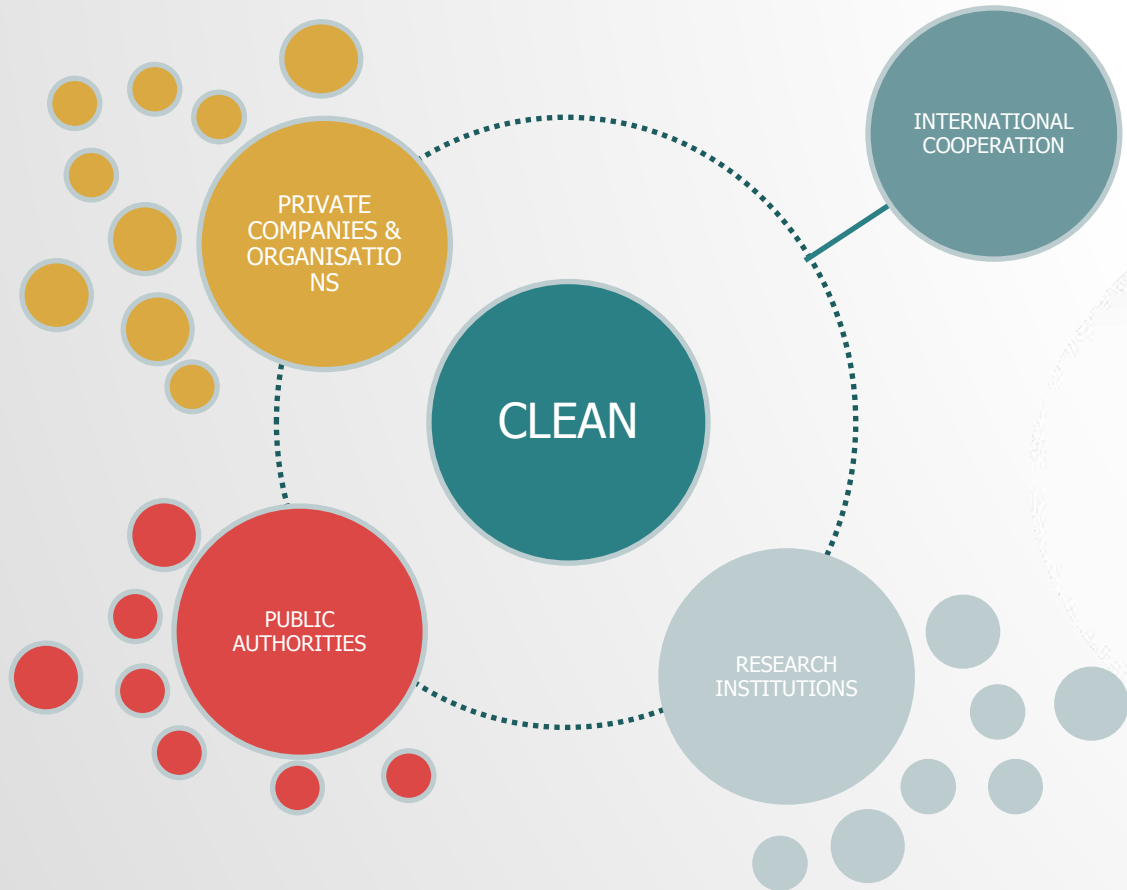 INTERNATIONAL
COOPERATION
PRIVATE
COMPANIES &
ORGANISATIO
NS
CLEAN
PUBLIC
AUTHORITIES
RESEARCH
INSTITUTIONS